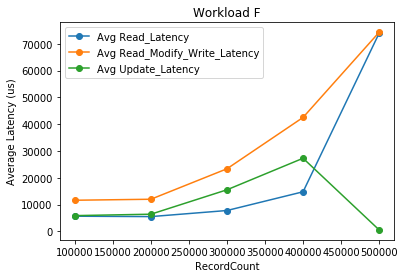 Workload F
Avg Read_Latency
Avg Read_Modify_Write_Latency
Avg Update_Latency
Average Latency (us)
70000
60000
50000
40000
30000
20000
10000
0
100000 150000 200000 250000 300000 350000 400000 450000 500000
RecordCount